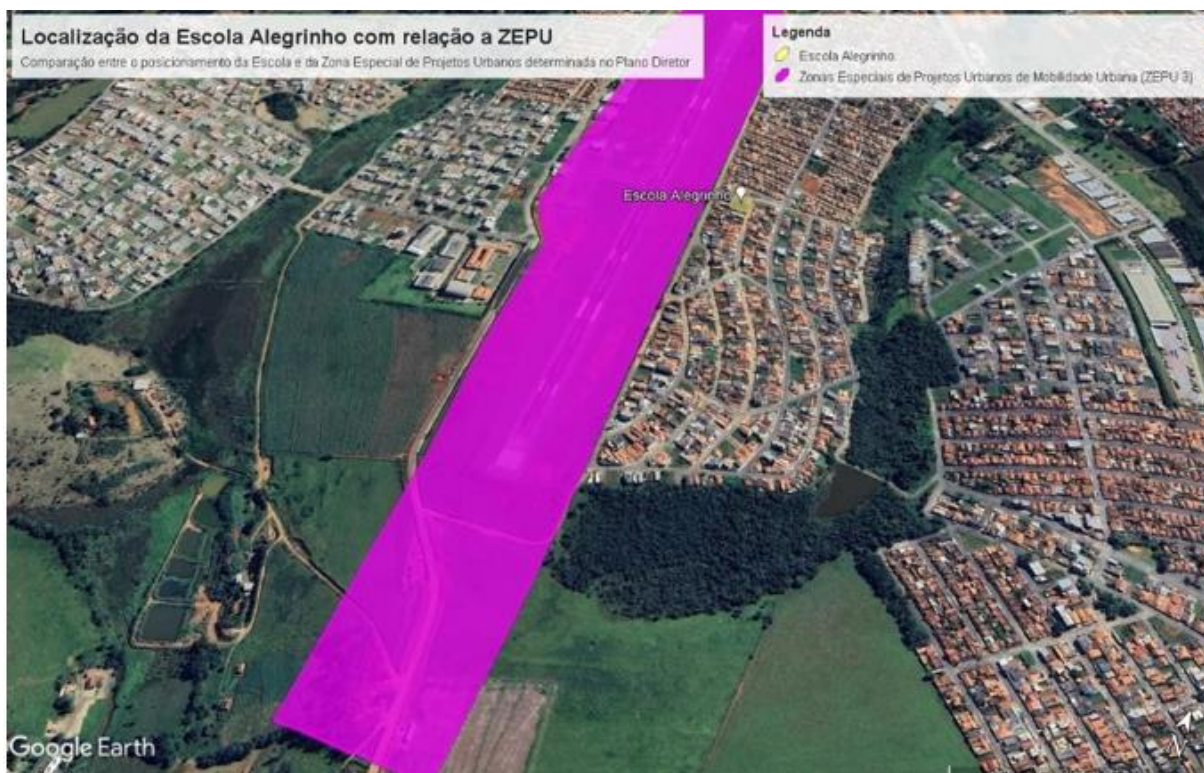 Localização da Escola Alegrinho com relação a ZEPU
Comparação entre o posicionamento da Escola e da Zona Especial de Projetos Urbanos determinada no Plano Diretor
Legenda
Escola Alegrinho
Zonas Especiais de Projetos Urbanos de Mobilidade Urbana (ZEPU 3)
Escola Alegrinho
Google Earth
N